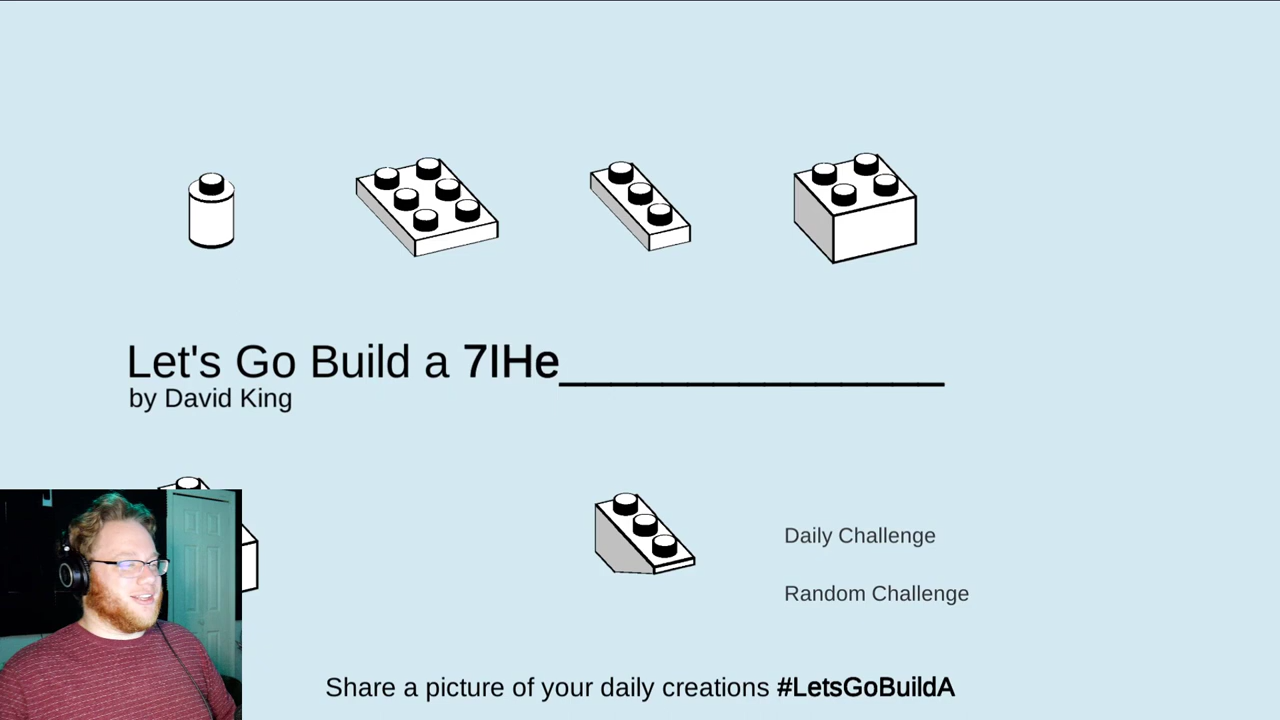 Let's Go Build a 7IHe_______________
by David King
Daily Challenge
Random Challenge
Share a picture of your daily creations #LetsGoBuildA